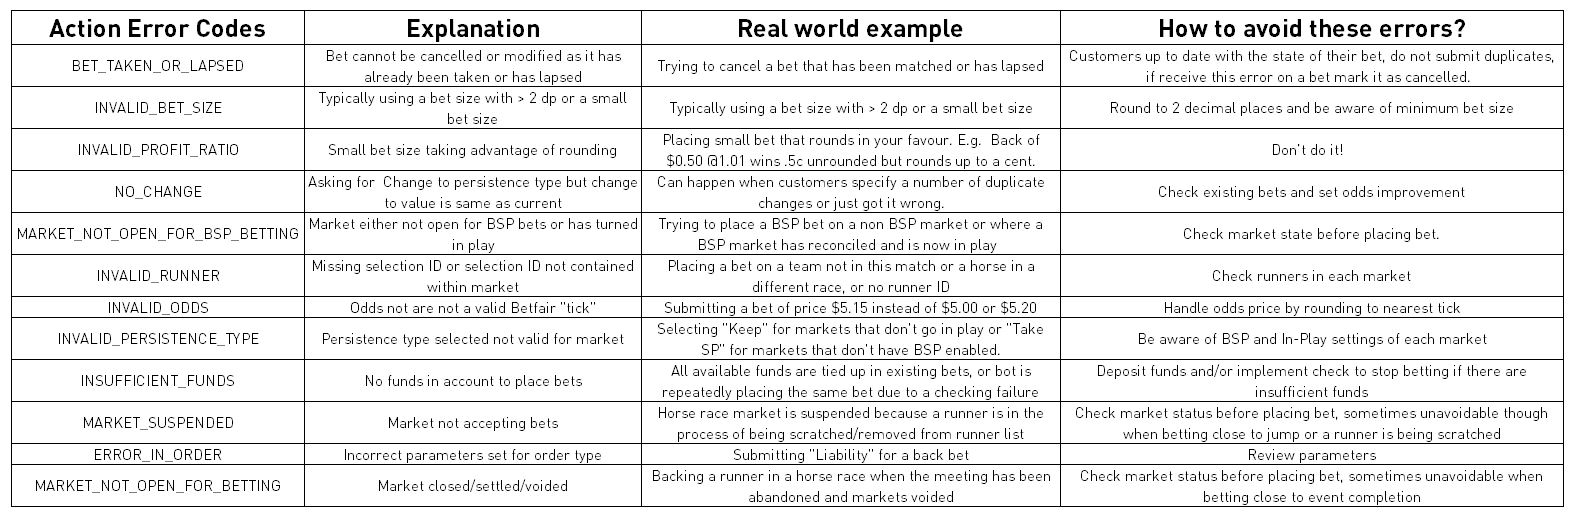 Action Error Codes Explanation Real world example How to avoid these errors?
BET_TAKEN_OR_LAPSED
Bet cannot be cancelled or modified as it has
already been taken or has lapsed
Trying to cancel a bet that has been matched or has lapsed
Customers up to date with the state of their bet, do not submit duplicates,
if receive this error on a bet mark it as cancelled.
INVALID_BET_SIZE
Typically using a bet size with > 2 dp or a small
bet size
Typically using a bet size with > 2 dp or a small bet size
Round to 2 decimal places and be aware of minimum bet size
INVALID_PROFIT_RATIO
Small bet size taking advantage of rounding
Placing small bet that rounds in your favour. E.g. Back of
$0.50 @1.01 wins .5c unrounded but rounds up to a cent.
Don't do it!
NO_CHANGE
Asking for Change to persistence type but change
to value is same as current
Can happen when customers specify a number of duplicate
changes or just got it wrong.
Check existing bets and set odds improvement
MARKET_NOT_OPEN_FOR_BSP_BETTING
Market either not open for BSP bets or has turned
in play
Trying to place a BSP bet on a non BSP market or where a
BSP market has reconciled and is now in play
Check market state before placing bet.
INVALID_RUNNER
Missing selection ID or selection ID not contained
within market
Placing a bet on a team not in this match or a horse in a
different race, or no runner ID
Check runners in each market
INVALID_ODDS
Odds not are not a valid Betfair "tick"
Submitting a bet of price $5.15 instead of $5.00 or $5.20
Handle odds price by rounding to nearest tick
INVALID_PERSISTENCE_TYPE
Persistence type selected not valid for market
Selecting "Keep" for markets that don't go in play or "Take
SP" for markets that don't have BSP enabled.
Be aware of BSP and In-Play settings of each market
INSUFFICIENT_FUNDS
No funds in account to place bets
All available funds are tied up in existing bets, or bot is
repeatedly placing the same bet due to a checking failure
Deposit funds and/or implement check to stop betting if there are
insufficient funds
MARKET_SUSPENDED
Market not accepting bets
Horse race market is suspended because a runner is in the
process of being scratched/removed from runner list
Check market status before placing bet, sometimes unavoidable though
when betting close to jump or a runner is being scratched
ERROR_IN_ORDER
Incorrect parameters set for order type
Submitting "Liability" for a back bet
Review parameters
MARKET_NOT_OPEN_FOR_BETTING
Market closed/settled/voided
Backing a runner in a horse race when the meeting has been
abandoned and markets voided
Check market status before placing bet, sometimes unavoidable when
betting close to event completion